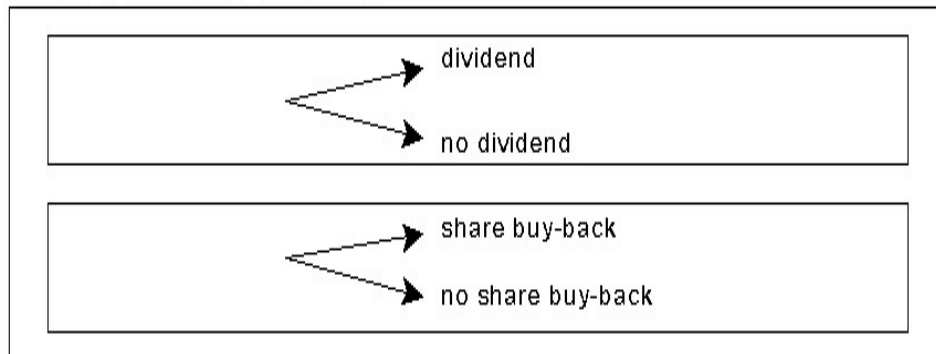 dividend
no dividend
share buy-back
no share buy-back